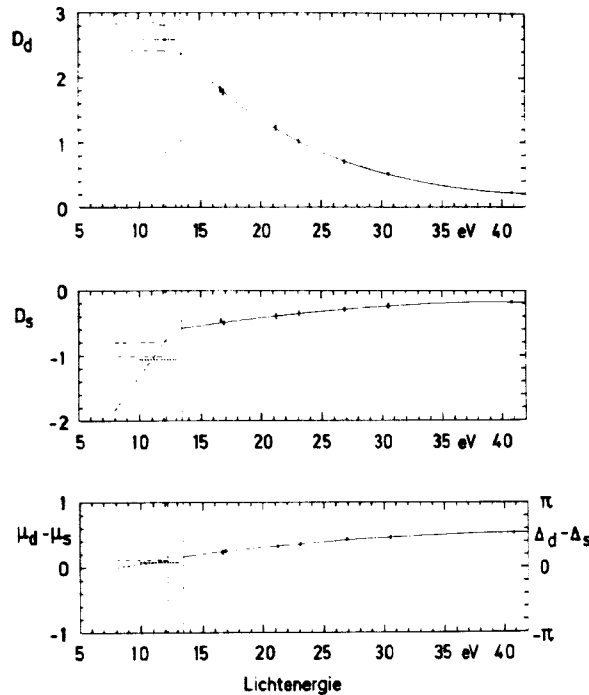 3
D_d
2
1
0
5 10 15 20 25 30 35 eV 40
0
D_s
-1
-2
5 10 15 20 25 30 35 eV 40
1 π
μ_d-μ_s Δ_d-Δ_s
0 0
-1 -π
5 10 15 20 25 30 35 eV 40
Lichtenergie